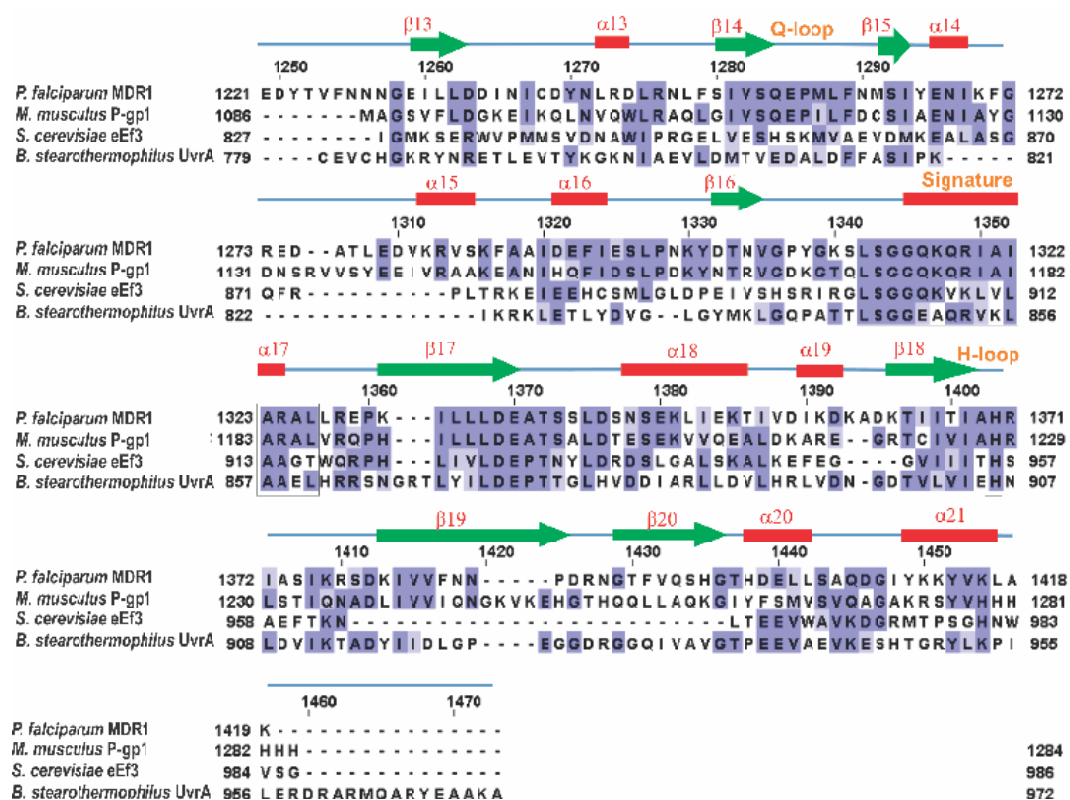 β13 α13 β14 Q-loop β15 α14
1250 1260 1270 1280 1290
P. falciparum MDR1 1221 EDYTVFNNNGEILLDDINICDYNLRDLRNLFSIVSQEPMLFNMSIYENIKFG 1272
M. musculus P-gp1 1086 -------MAGSVFLDGKEIKQLNVQWLRAQLGIVSQEPILFDCSIAENIAYG 1130
S. cerevisiae eEf3 827 --------IGMKSERWVPMMSVDNAWIPRGELVESHSKMVAEVDMKEALASG 870
B. stearothermophilus UvrA 779 ----CEVCHGKRYNRETLEVTYKGKNIAEVLDMTVEDALDFFASIPK----- 821
α15 α16 β16 Signature
1310 1320 1330 1340 1350
P. falciparum MDR1 1273 RED--ATLEDVKRVSKFAAIDEFIESLPNKYDTNVGPYGKSLSGGQKQRIAI 1322
M. musculus P-gp1 1131 DNSRVVSYEEIVRAAKEANIHQFIDSLPDKYNTRVGDKGTQLSGGQKQRIAI 1182
S. cerevisiae eEf3 871 QFR----------PLTRKEIEEHCSMLGLDPEIVSHSRIRGLSGGQKVKLVL 912
B. stearothermophilus UvrA 822 ---------------IKRKLETLYDVG--LGYMKLGQPATTLSGGEAQRVKL 856
α17 β17 α18 α19 β18 H-loop
1360 1370 1380 1390 1400
P. falciparum MDR1 1323 ARALLREPK---ILLLDEATSSLDSNSEKLIEKTIVDIKDKADKTIITIAHR 1371
M. musculus P-gp1 1183 ARALVRQPH---ILLLDEATSALDTESEKVVQEALDKARE--GRTCIVIAHR 1229
S. cerevisiae eEf3 913 AAGTWQRPH---LIVLDEPTNYLDRDSLGALSKALKEFEG----GVIIITHS 957
B. stearothermophilus UvrA 857 AAELHRRSNGRTLYILDEPTTGLHVDDIARLLDVLHRLVDN-GDTVLVIEHN 907
β19 β20 α20 α21
1410 1420 1430 1440 1450
P. falciparum MDR1 1372 IASIKRSDKIVVFNN-----PDRNGTFVQSHGTHDELLSAQDGIYKKYVKLA 1418
M. musculus P-gp1 1230 LSTIQNADLIVVIQNGKVKEHGTHQQLLAQKGIYFSMVSVQAGAKRSYVHHH 1281
S. cerevisiae eEf3 958 AEFTKN--------------------------LTEEVWAVKDGRMTPSGHNW 983
B. stearothermophilus UvrA 908 LDVIKTADYIIDLGP----EGGDRGGQIVAVGTPEEVAEVKESHTGRYLKPI 955
1460 1470
P. falciparum MDR1 1419 K----------------
M. musculus P-gp1 1282 HHH-------------- 1284
S. cerevisiae eEf3 984 VSG-------------- 986
B. stearothermophilus UvrA 956 LERDRARMQARYEAAKA 972